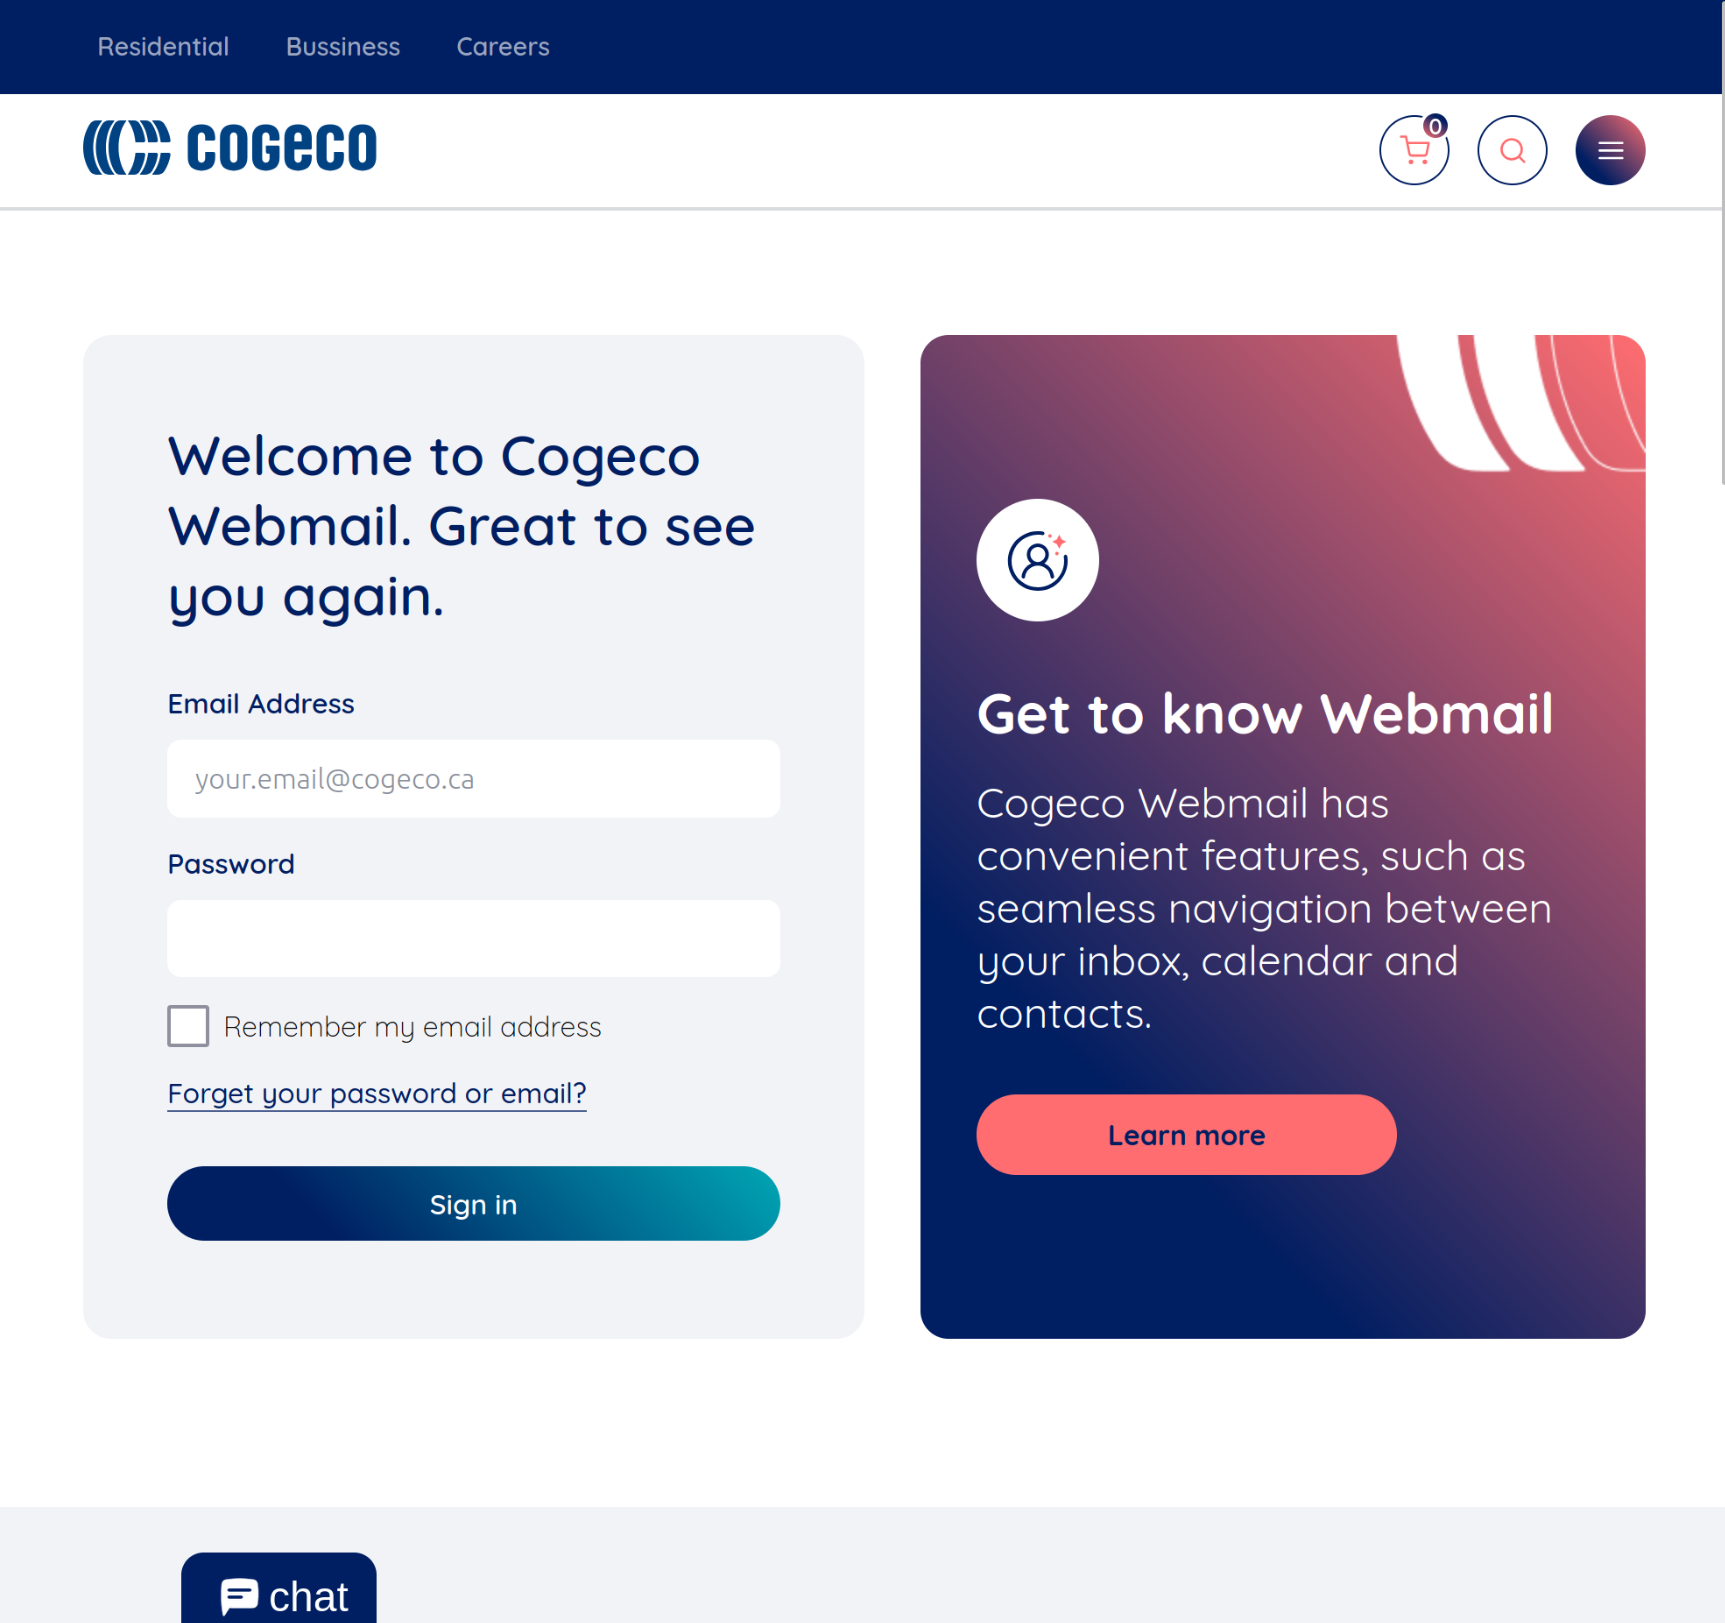 Residential Bussiness Careers
cogeco
0
Welcome to Cogeco
Webmail. Great to see
you again.
Email Address
your.email@cogeco.ca
Password
Remember my email address
Forget your password or email?
Sign in
Get to know Webmail
Cogeco Webmail has
convenient features, such as
seamless navigation between
your inbox, calendar and
contacts.
Learn more
chat